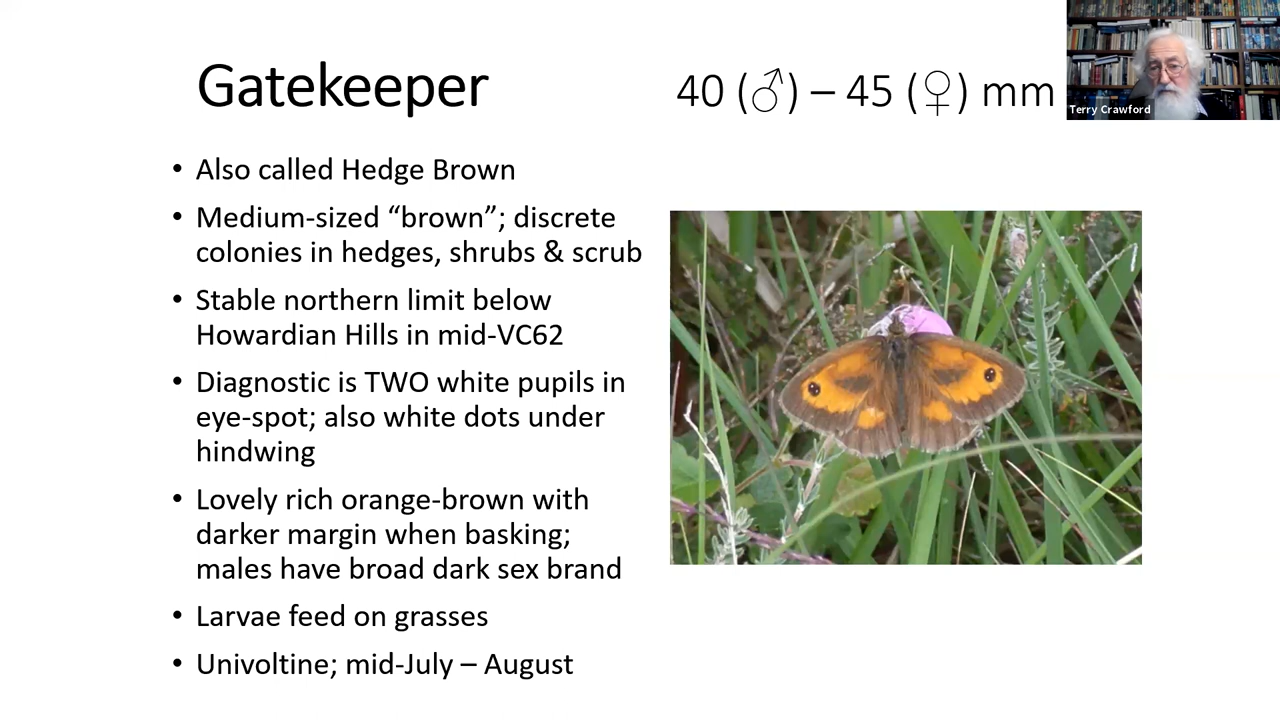 Gatekeeper
40 (♂) – 45 (♀) mm
Terry Crawford
• Also called Hedge Brown
• Medium-sized “brown”; discrete
colonies in hedges, shrubs & scrub
• Stable northern limit below
Howardian Hills in mid-VC62
• Diagnostic is TWO white pupils in
eye-spot; also white dots under
hindwing
• Lovely rich orange-brown with
darker margin when basking;
males have broad dark sex brand
• Larvae feed on grasses
• Univoltine; mid-July – August